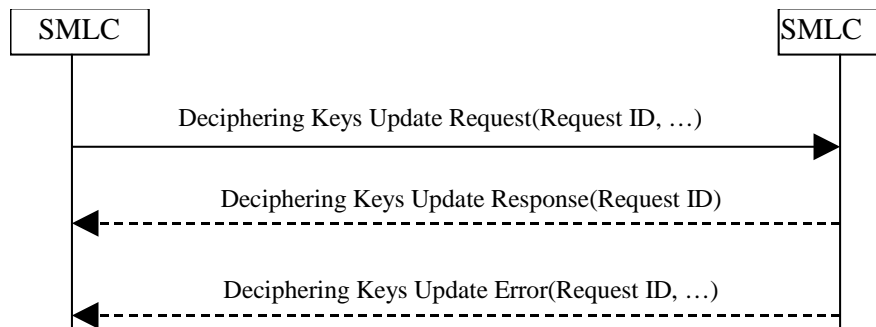 SMLC
SMLC
Deciphering Keys Update Request(Request ID, …)
Deciphering Keys Update Response(Request ID)
Deciphering Keys Update Error(Request ID, …)